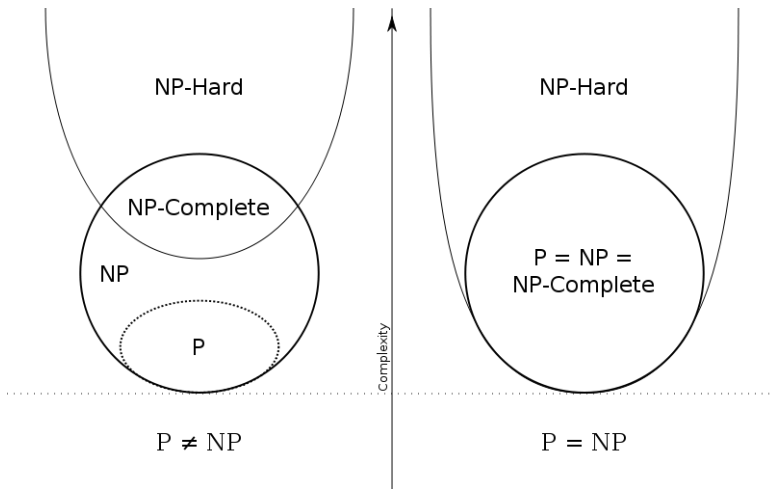 NP-Hard
NP-Complete
NP
P
P ≠ NP
Complexity
NP-Hard
P = NP =
NP-Complete
P = NP